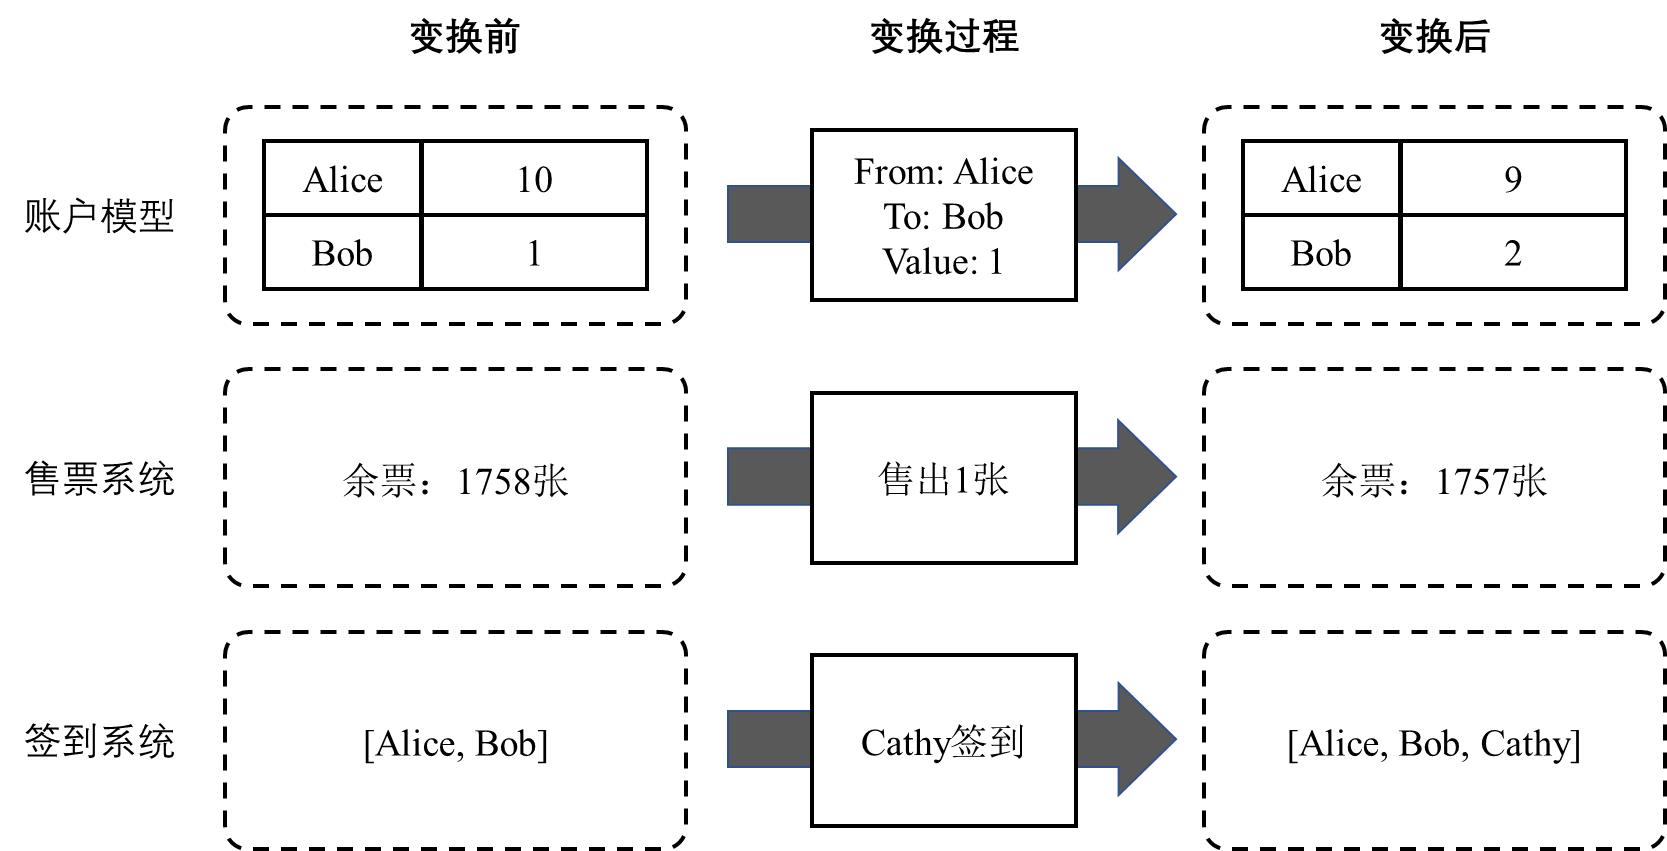 变换前
变换过程
变换后
账户模型
Alice 10
Bob 1
From: Alice
To: Bob
Value: 1
Alice 9
Bob 2
售票系统
余票：1758张
售出1张
余票：1757张
签到系统
[Alice, Bob]
Cathy签到
[Alice, Bob, Cathy]